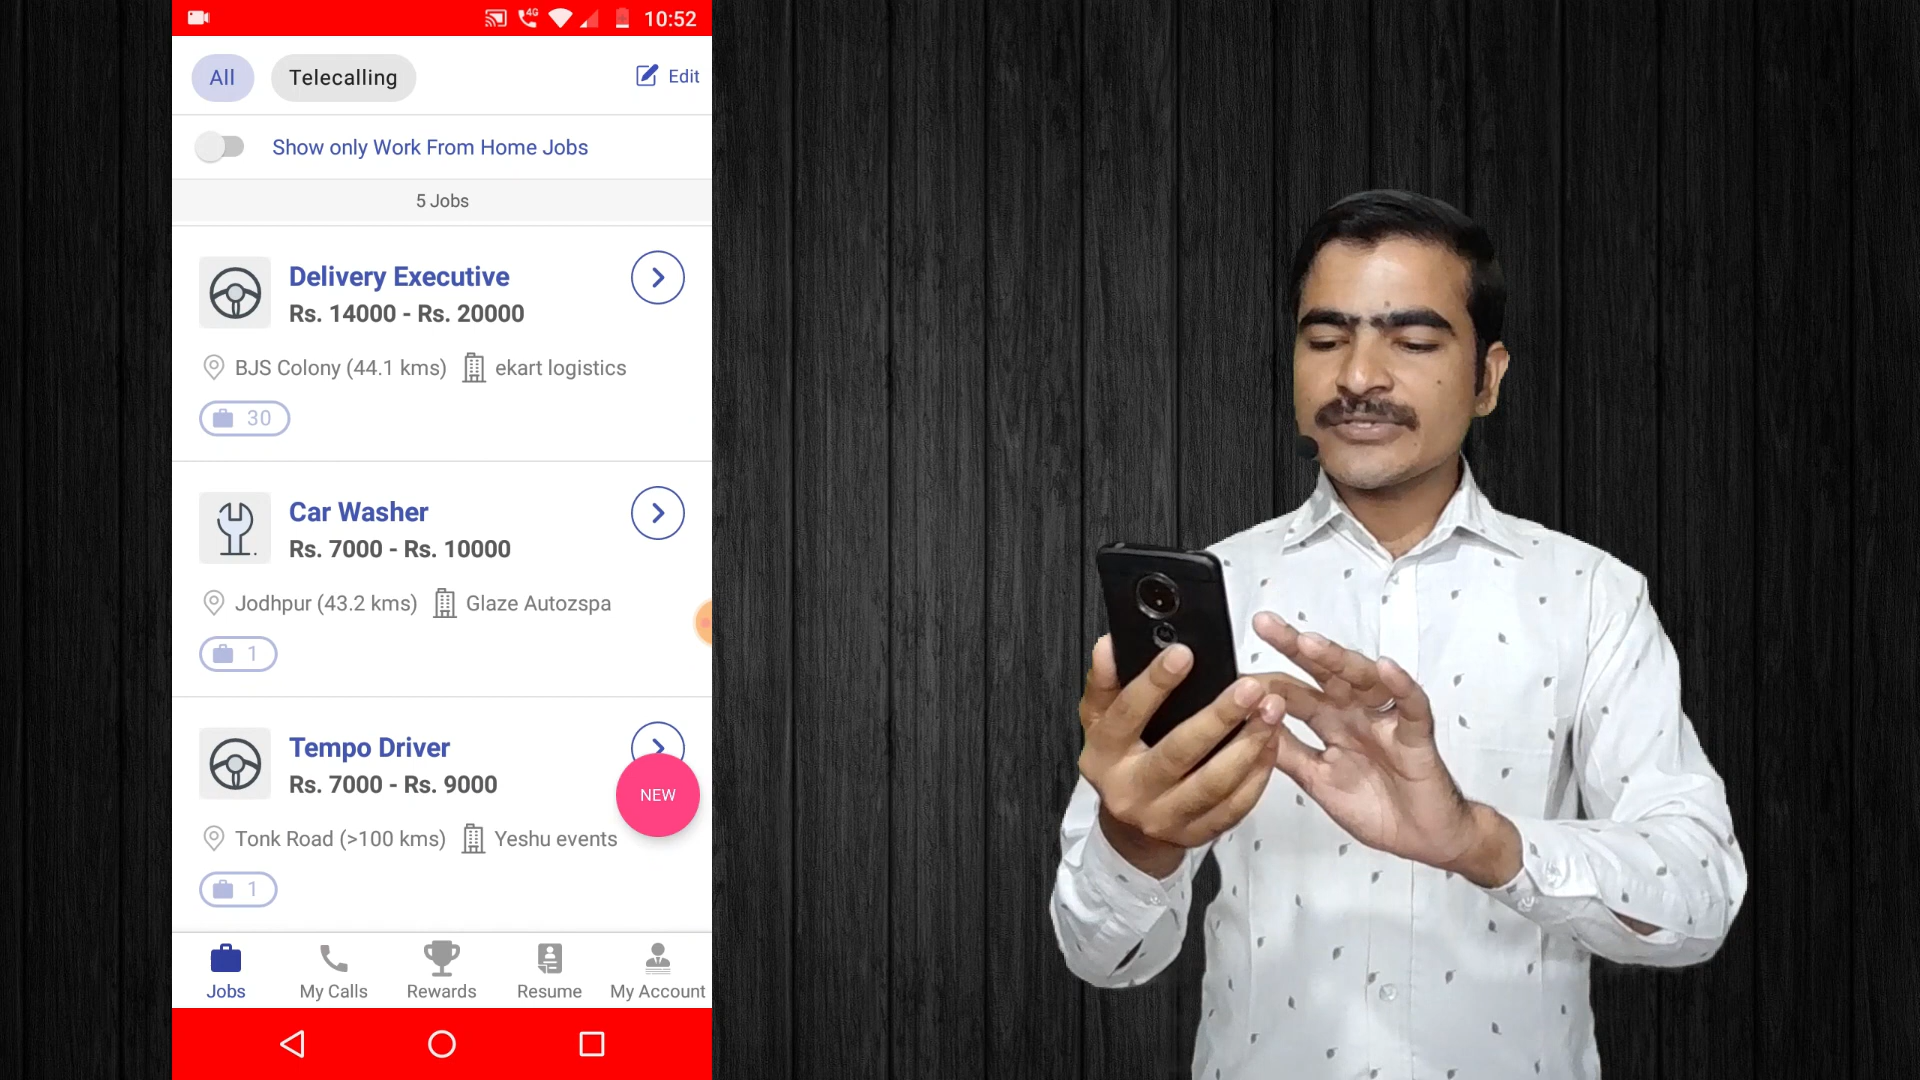 4G 10:52
All Telecalling Edit
Show only Work From Home Jobs
5 Jobs
Delivery Executive
Rs. 14000 - Rs. 20000
BJS Colony (44.1 kms) ekart logistics
30
Car Washer
Rs. 7000 - Rs. 10000
Jodhpur (43.2 kms) Glaze Autozspa
1
Tempo Driver
Rs. 7000 - Rs. 9000
NEW
Tonk Road (>100 kms) Yeshu events
1
Jobs My Calls Rewards Resume My Account